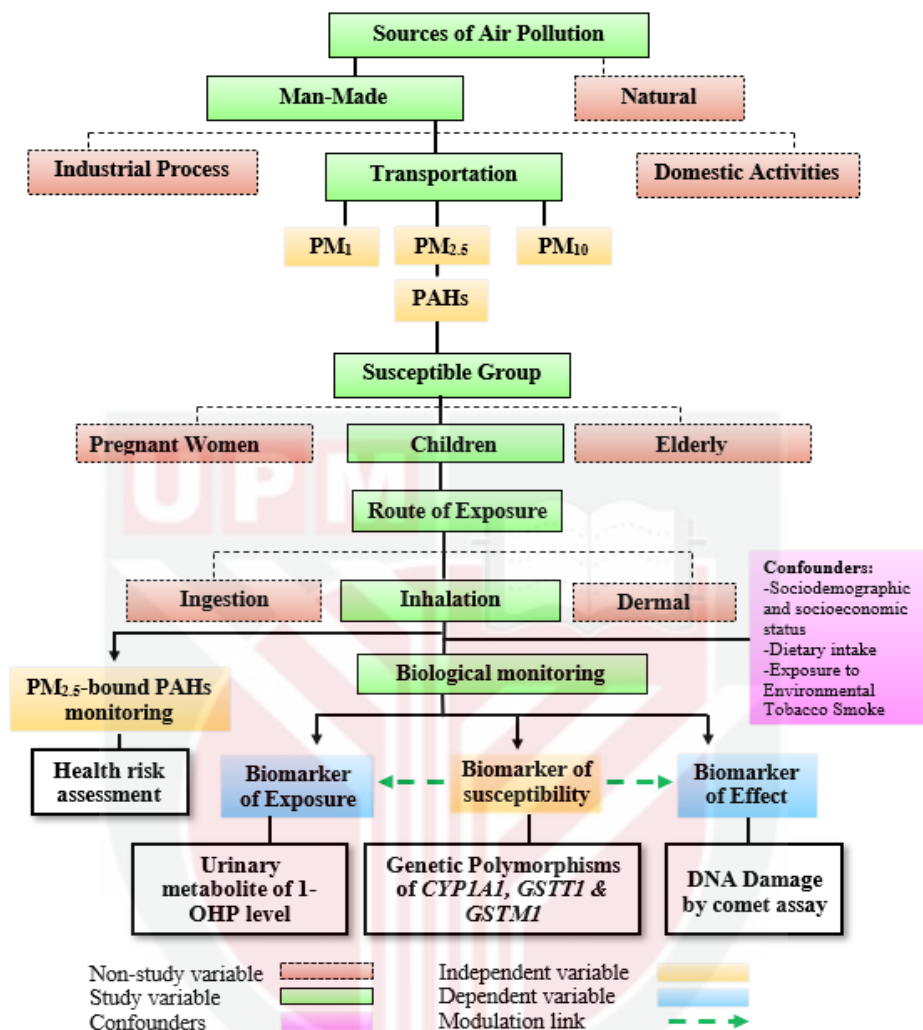 Sources of Air Pollution
Man-Made
Natural
Industrial Process
Transportation
Domestic Activities
PM₁
PM₂.₅
PM₁₀
PAHs
Susceptible Group
Pregnant Women
Children
Elderly
UPM
Route of Exposure
Ingestion
Inhalation
Dermal
Confounders:
-Sociodemographic
and socioeconomic
status
-Dietary intake
-Exposure to
Environmental
Tobacco Smoke
Biological monitoring
PM₂.₅-bound PAHs
monitoring
Health risk
assessment
Biomarker
of Exposure
Biomarker of
susceptibility
Biomarker
of Effect
Urinary
metabolite of 1-
OHP level
Genetic Polymorphisms
of CYP1A1, GSTT1 &
GSTM1
DNA Damage
by comet assay
Non-study variable
Study variable
Confounders
Independent variable
Dependent variable
Modulation link